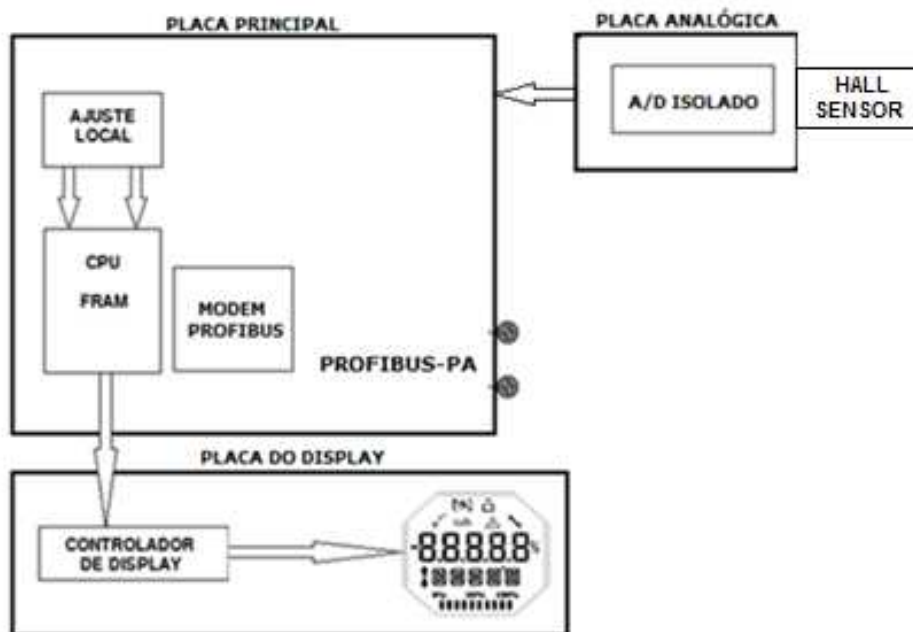 PLACA PRINCIPAL
PLACA ANALÓGICA
AJUSTE
LOCAL
A/D ISOLADO
HALL
SENSOR
CPU
FRAM
MODEM
PROFIBUS
PROFIBUS-PA
PLACA DO DISPLAY
CONTROLADOR
DE DISPLAY
-8.8.8.8.8%